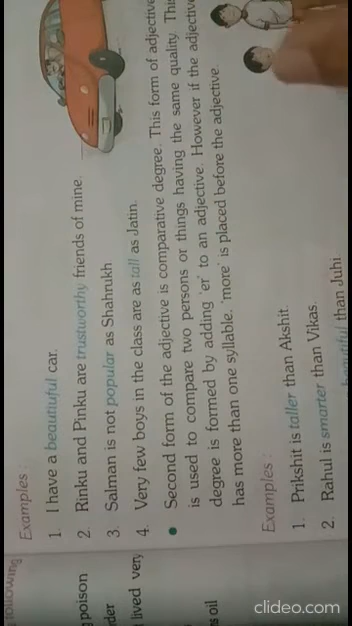 following
poison
der
lived very
s oil
Examples :
1. I have a beautiuful car.
2. Rinku and Pinku are trustworthy friends of mine.
3. Salman is not popular as Shahrukh
4. Very few boys in the class are as tall as Jatin.
• Second form of the adjective is comparative degree. This form of adjective
is used to compare two persons or things having the same quality. This
degree is formed by adding 'er' to an adjective. However if the adjective
has more than one syllable. 'more' is placed before the adjective.
Examples :
1. Prikshit is taller than Akshit.
2. Rahul is smarter than Vikas
beautiful than Juhi
clideo.com